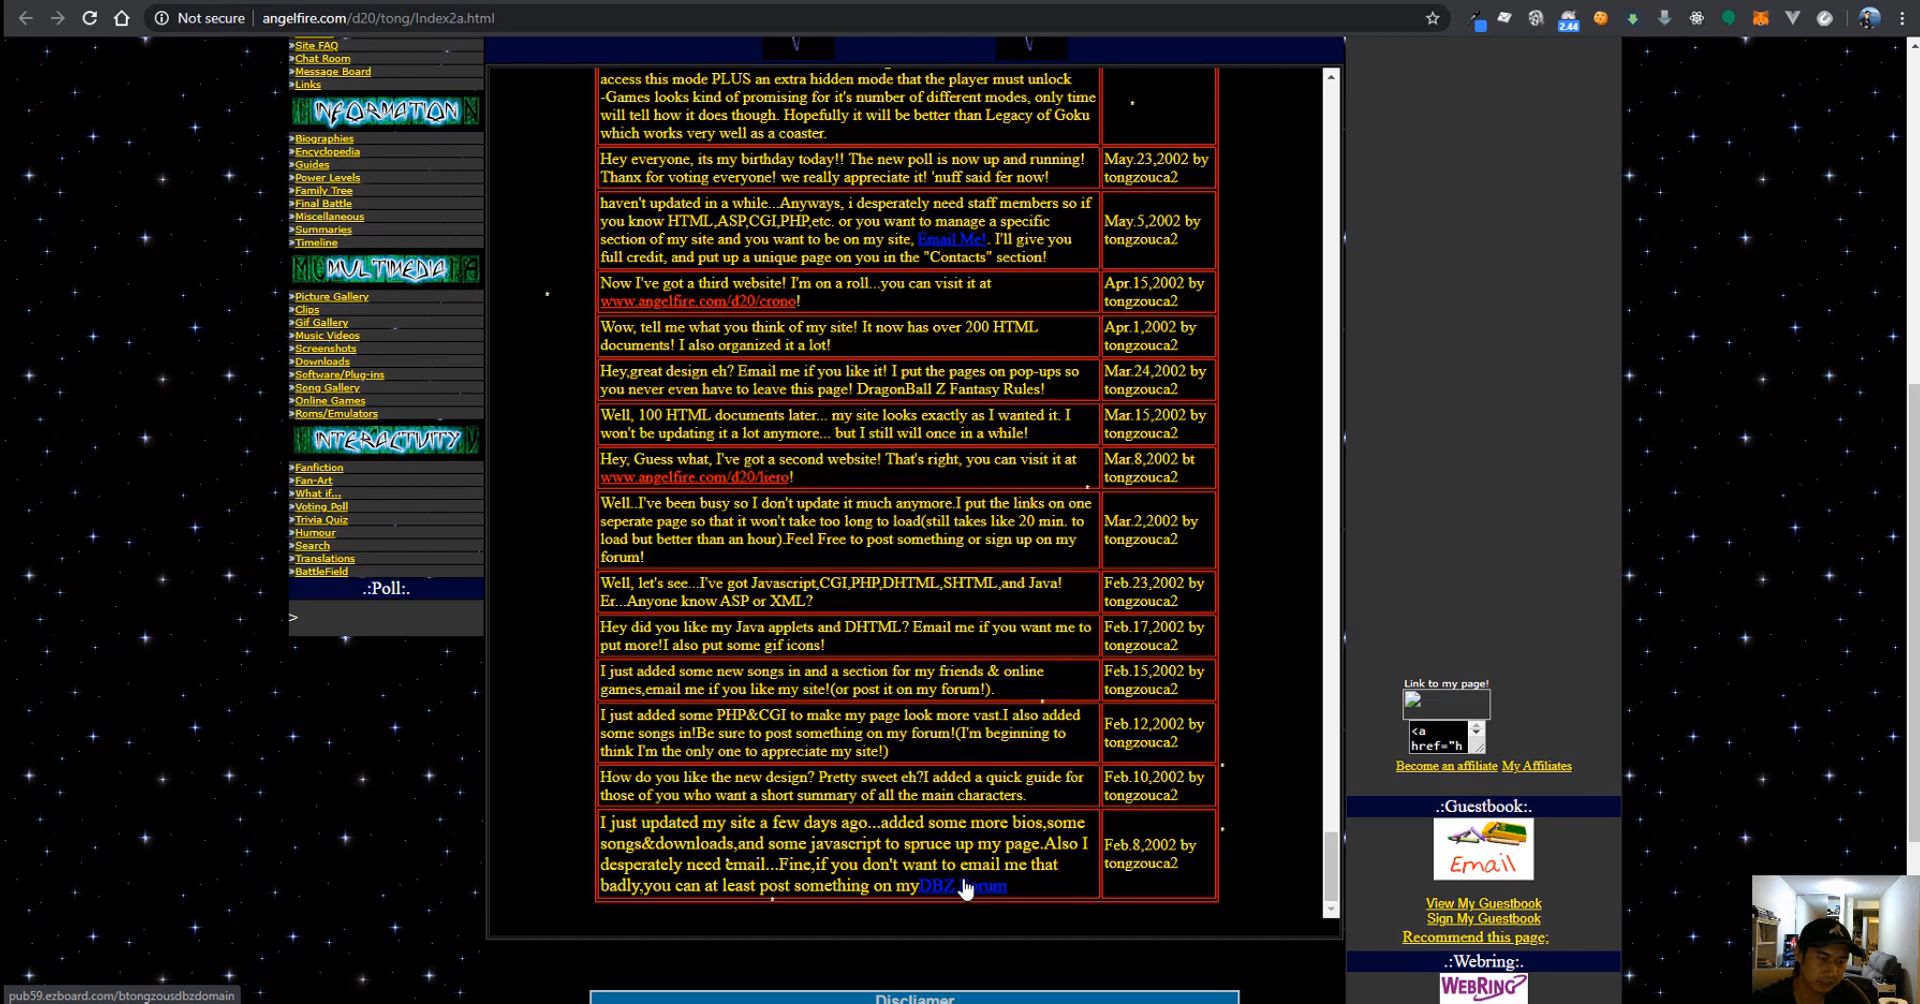 Not secure
angelfire.com/d20/tong/Index2a.html
2.44
»Site FAQ
»Chat Room
»Message Board
»Links
INFORMATION
»Biographies
»Encyclopedia
»Guides
»Power Levels
»Family Tree
»Final Battle
»Miscellaneous
»Summaries
»Timeline
MULTIMEDIA
»Picture Gallery
»Clips
»Gif Gallery
»Music Videos
»Screenshots
»Downloads
»Software/Plug-ins
»Song Gallery
»Online Games
»Roms/Emulators
INTERACTIVITY
»Fanfiction
»Fan-Art
»What if...
»Voting Poll
»Trivia Quiz
»Humour
»Search
»Translations
»BattleField
.:Poll:.
>
access this mode PLUS an extra hidden mode that the player must unlock
-Games looks kind of promising for it's number of different modes, only time
will tell how it does though. Hopefully it will be better than Legacy of Goku
which works very well as a coaster.
Hey everyone, its my birthday today!! The new poll is now up and running!
Thanx for voting everyone! we really appreciate it! 'nuff said fer now!
May.23,2002 by
tongzouca2
haven't updated in a while...Anyways, i desperately need staff members so if
you know HTML,ASP,CGI,PHP,etc. or you want to manage a specific
section of my site and you want to be on my site, Email Me!. I'll give you
full credit, and put up a unique page on you in the "Contacts" section!
May.5,2002 by
tongzouca2
Now I've got a third website! I'm on a roll...you can visit it at
www.angelfire.com/d20/crono!
Apr.15,2002 by
tongzouca2
Wow, tell me what you think of my site! It now has over 200 HTML
documents! I also organized it a lot!
Apr.1,2002 by
tongzouca2
Hey,great design eh? Email me if you like it! I put the pages on pop-ups so
you never even have to leave this page! DragonBall Z Fantasy Rules!
Mar.24,2002 by
tongzouca2
Well, 100 HTML documents later... my site looks exactly as I wanted it. I
won't be updating it a lot anymore... but I still will once in a while!
Mar.15,2002 by
tongzouca2
Hey, Guess what, I've got a second website! That's right, you can visit it at
www.angelfire.com/d20/liero!
Mar.8,2002 bt
tongzouca2
Well..I've been busy so I don't update it much anymore.I put the links on one
seperate page so that it won't take too long to load(still takes like 20 min. to
load but better than an hour).Feel Free to post something or sign up on my
forum!
Mar.2,2002 by
tongzouca2
Well, let's see...I've got Javascript,CGI,PHP,DHTML,SHTML,and Java!
Er...Anyone know ASP or XML?
Feb.23,2002 by
tongzouca2
Hey did you like my Java applets and DHTML? Email me if you want me to
put more!I also put some gif icons!
Feb.17,2002 by
tongzouca2
I just added some new songs in and a section for my friends & online
games,email me if you like my site!(or post it on my forum!).
Feb.15,2002 by
tongzouca2
I just added some PHP&CGI to make my page look more vast.I also added
some songs in!Be sure to post something on my forum!(I'm beginning to
think I'm the only one to appreciate my site!)
Feb.12,2002 by
tongzouca2
How do you like the new design? Pretty sweet eh?I added a quick guide for
those of you who want a short summary of all the main characters.
Feb.10,2002 by
tongzouca2
I just updated my site a few days ago...added some more bios,some
songs&downloads,and some javascript to spruce up my page.Also I
desperately need email...Fine,if you don't want to email me that
badly,you can at least post something on myDBZ Forum
Feb.8,2002 by
tongzouca2
Disclaimer
Link to my page!
<a
href="h
Become an affiliate My Affiliates
.:Guestbook:.
Email
View My Guestbook
Sign My Guestbook
Recommend this page;
.:Webring:.
WEBRING
pub59.ezboard.com/btongzousdbzdomain